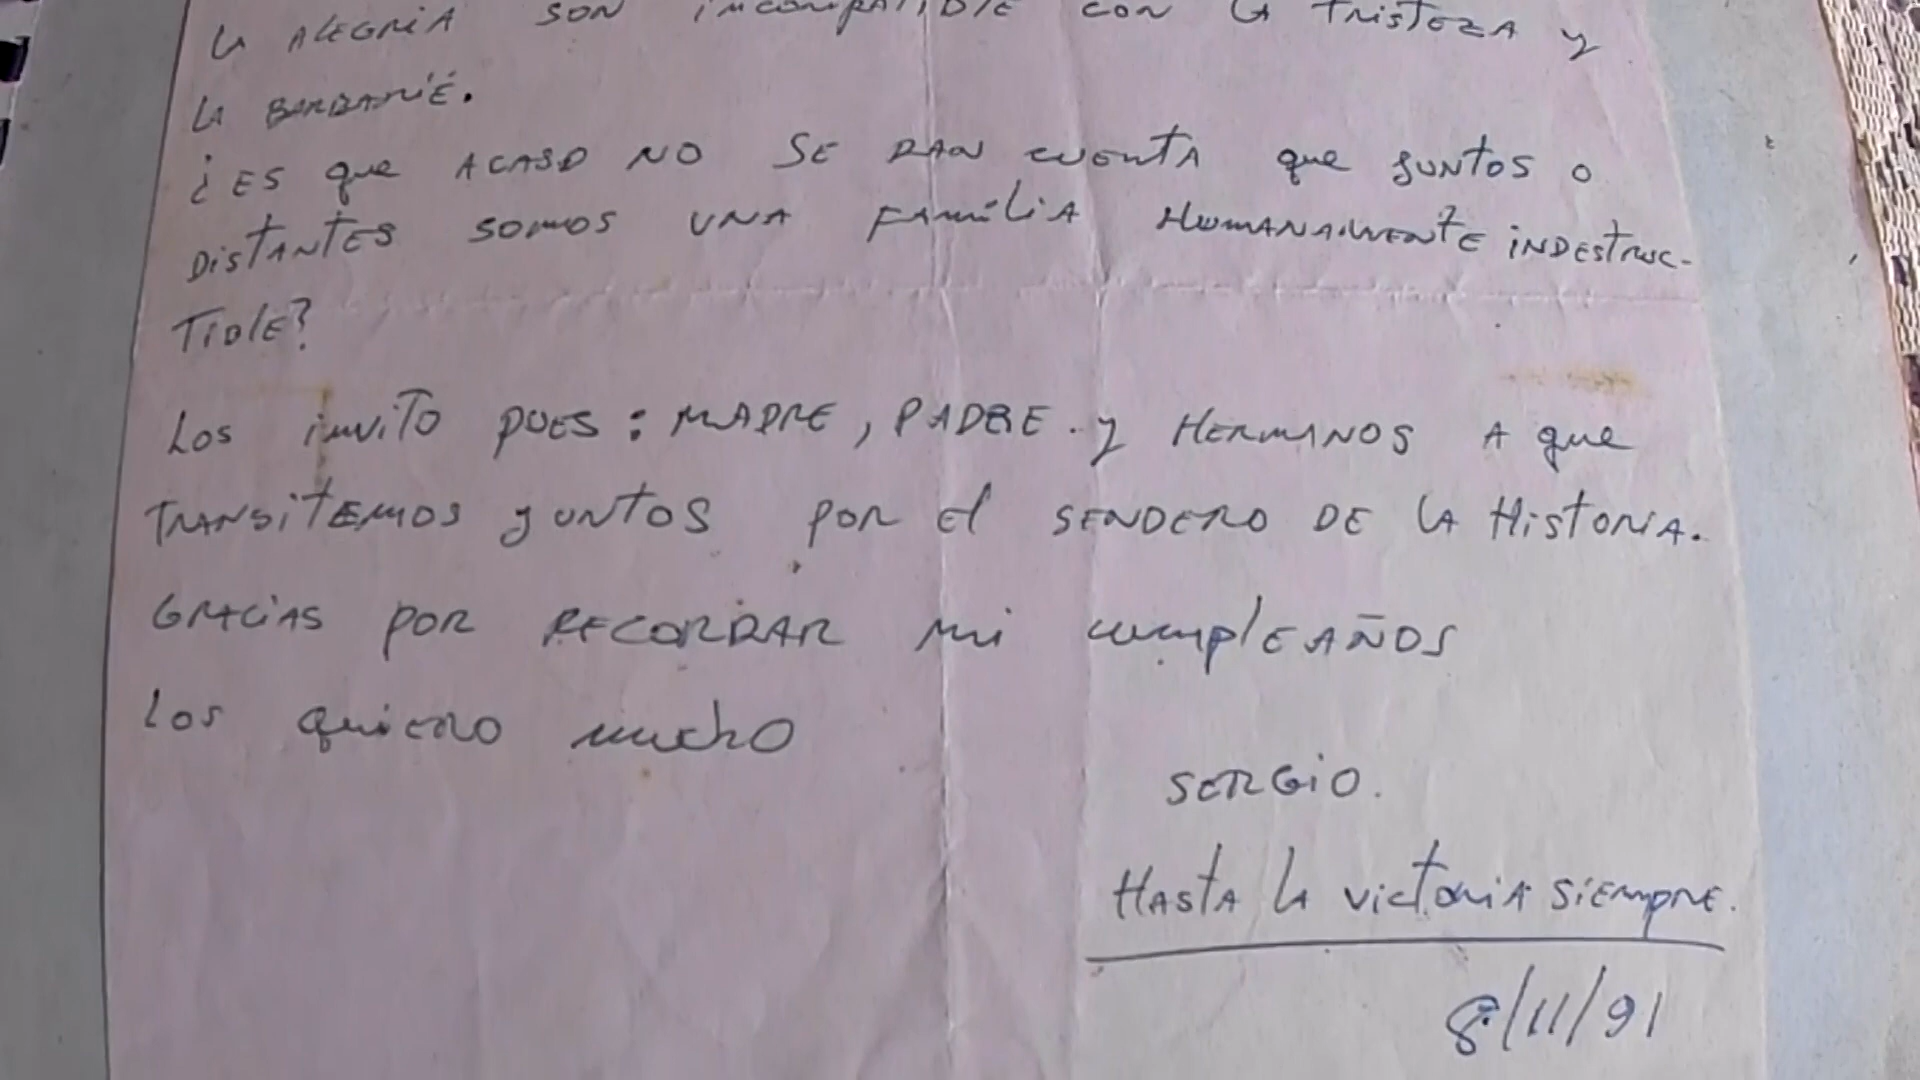 LA ALEGRIA SON INCOMPATIBLE CON LA TRISTEZA y
LA BARBARIÉ.
¿ES que ACASO NO SE DAN CUENTA que JUNTOS O
DISTANTES SOMOS UNA FAMILIA HUMANAMENTE INDESTRUC-
TIBLE?
Los invito PUES: MADRE, PADRE. y HERMANOS A que
TRANSITEMOS JUNTOS POR El SENDERO DE LA HistoRIA.
GRACIAS POR RECORDAR Mi cumplEAÑOS
Los quiero mucho
SERGIO.
HASTA LA VICTORIA SIEMPRE.
8/11/91